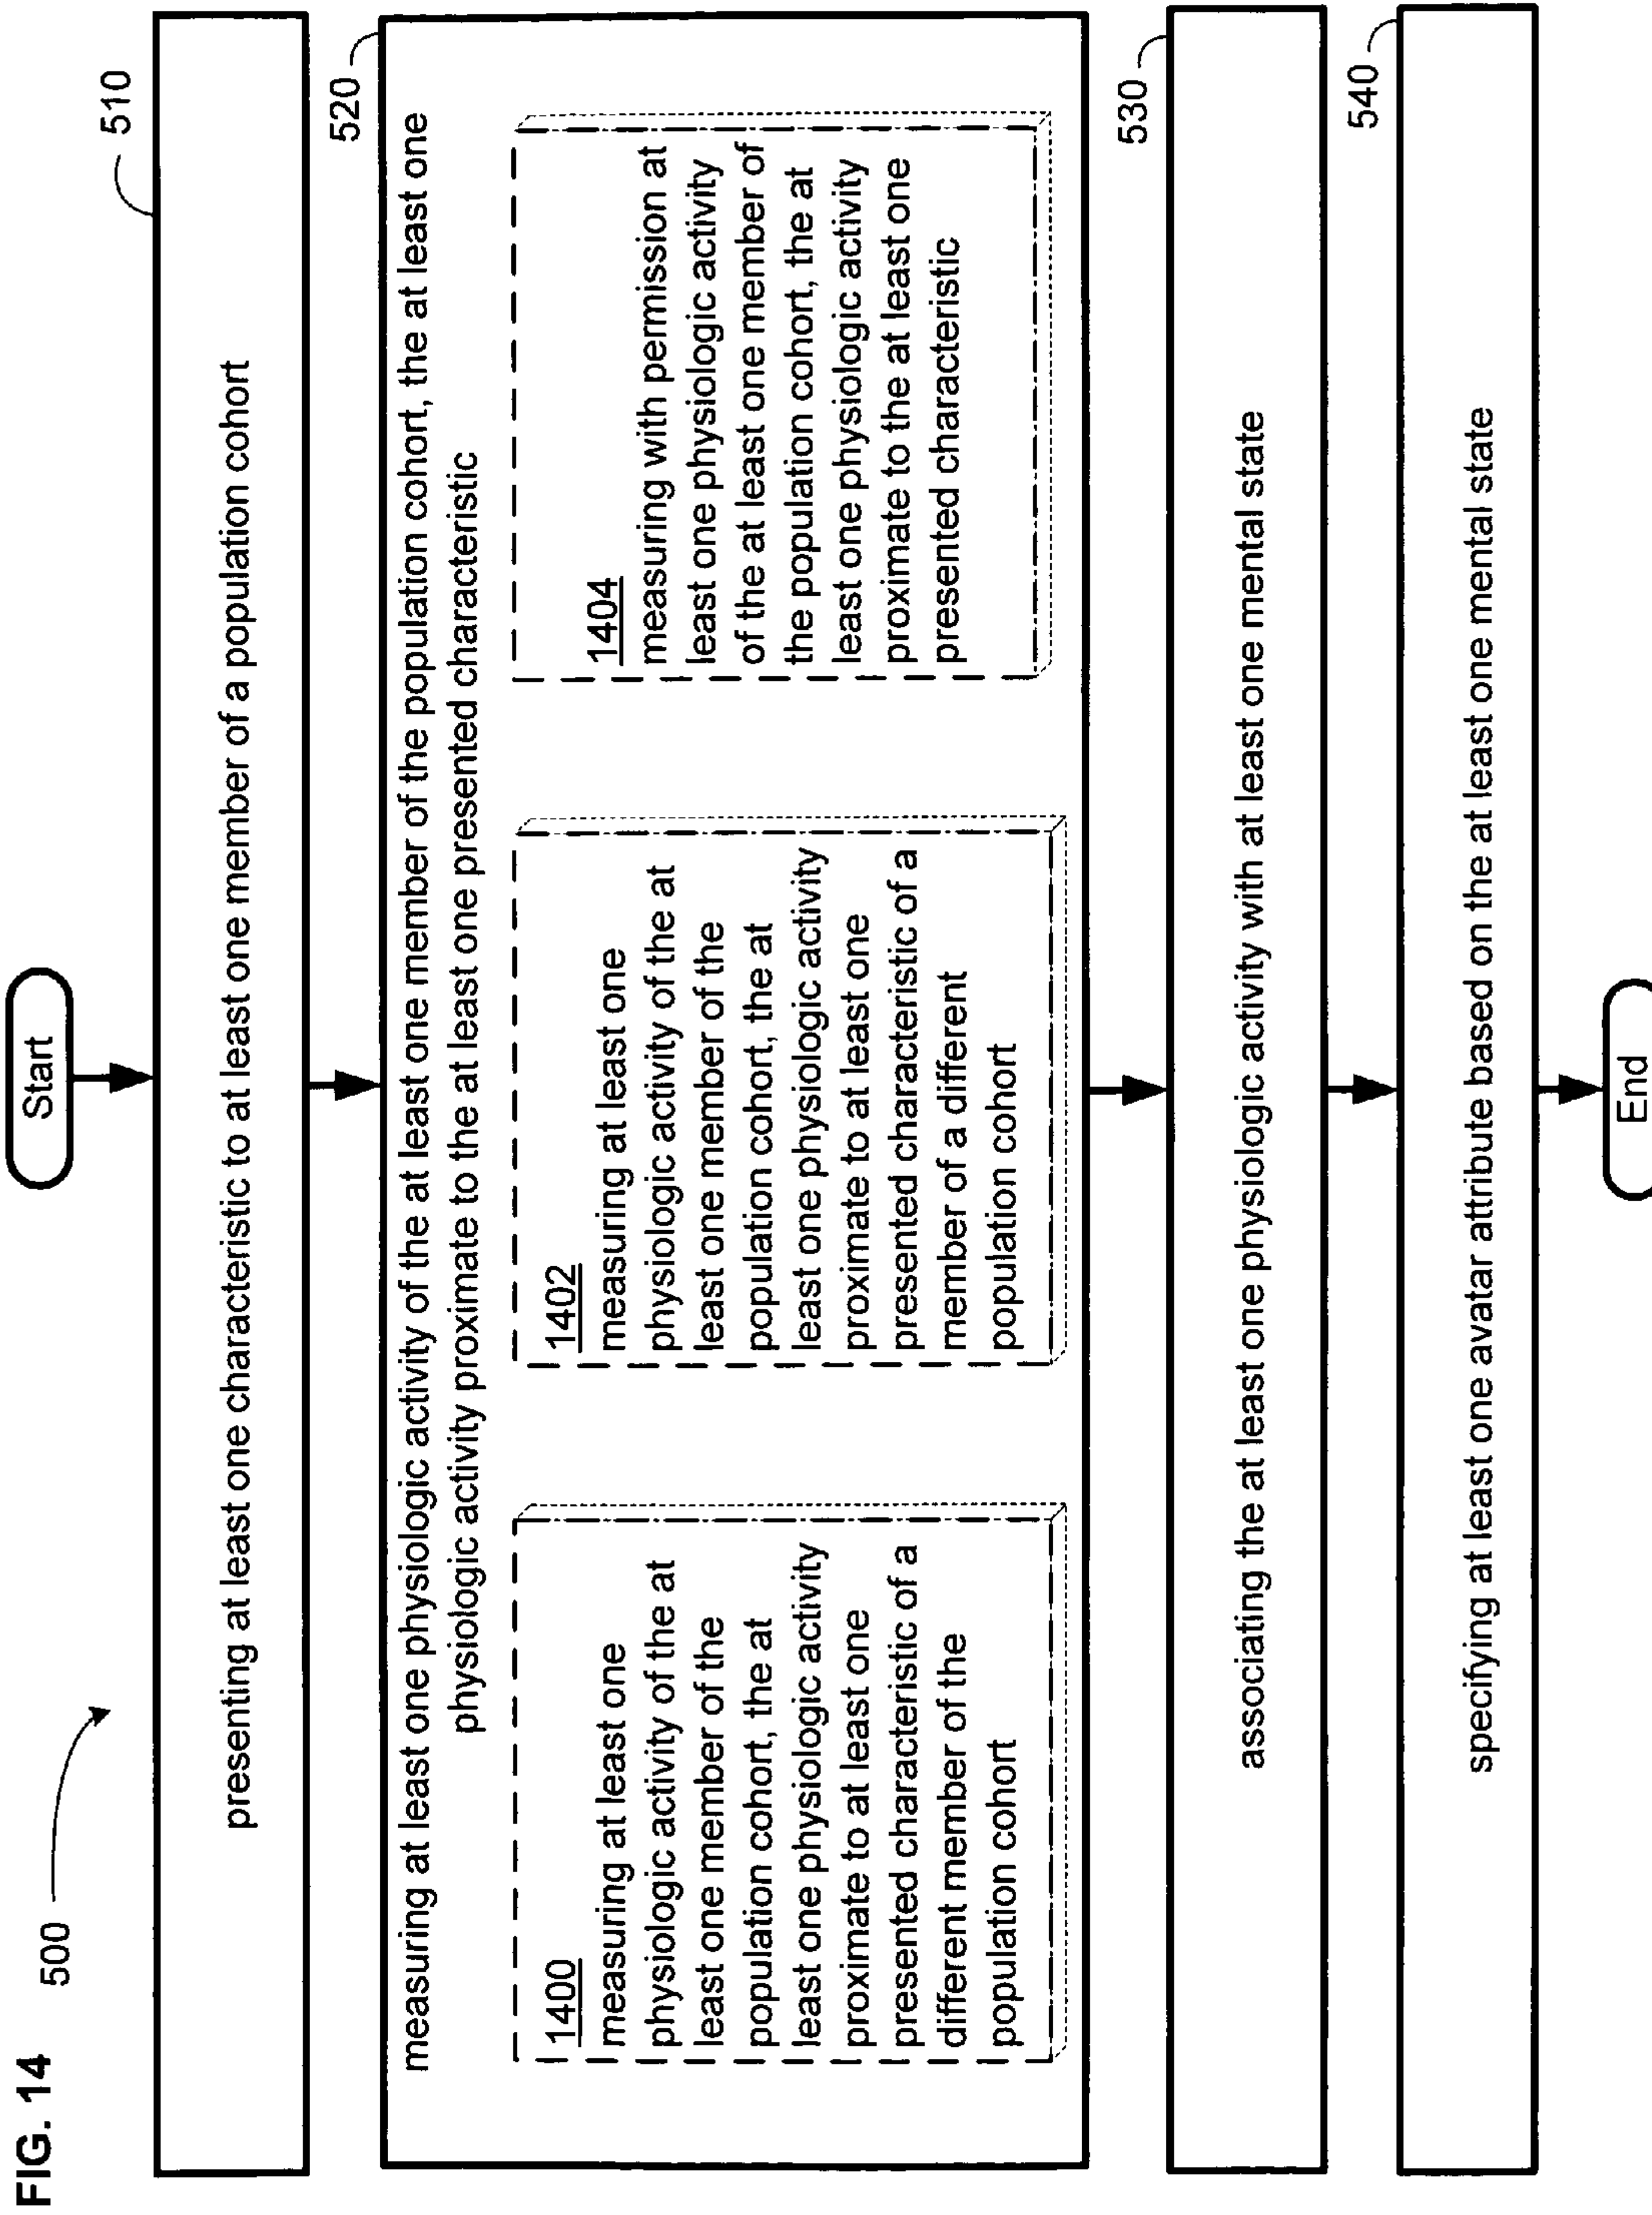 FIG. 14
500
Start
510
presenting at least one characteristic to at least one member of a population cohort
520
measuring at least one physiologic activity of the at least one member of the population cohort, the at least one
physiologic activity proximate to the at least one presented characteristic
1400
measuring at least one
physiologic activity of the at
least one member of the
population cohort, the at
least one physiologic activity
proximate to at least one
presented characteristic of a
different member of the
population cohort
1402
measuring at least one
physiologic activity of the at
least one member of the
population cohort, the at
least one physiologic activity
proximate to at least one
presented characteristic of a
member of a different
population cohort
1404
measuring with permission at
least one physiologic activity
of the at least one member of
the population cohort, the at
least one physiologic activity
proximate to the at least one
presented characteristic
530
associating the at least one physiologic activity with at least one mental state
540
specifying at least one avatar attribute based on the at least one mental state
End